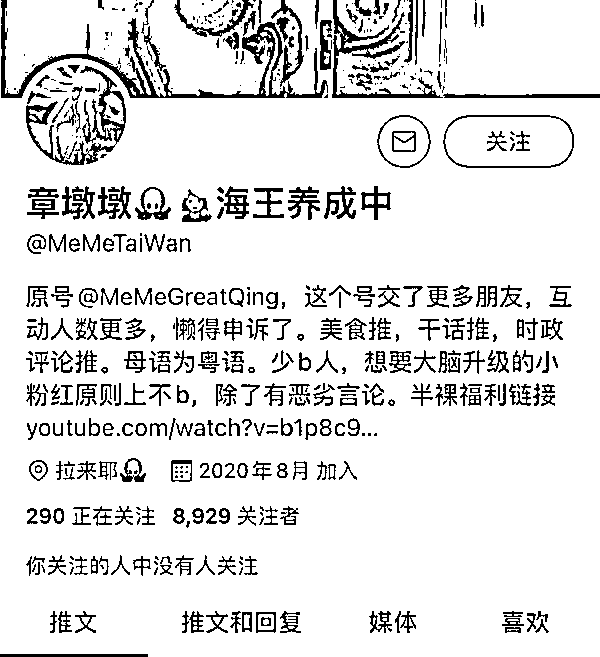 关注
章墩墩🐙 海王养成中
@MeMeTaiWan
原号@MeMeGreatQing，这个号交了更多朋友，互
动人数更多，懒得申诉了。美食推，干话推，时政
评论推。母语为粤语。少b人，想要大脑升级的小
粉红原则上不b，除了有恶劣言论。半裸福利链接
youtube.com/watch?v=b1p8c9...
拉来耶🐙 2020年8月 加入
290 正在关注 8,929 关注者
你关注的人中没有人关注
推文 推文和回复 媒体 喜欢